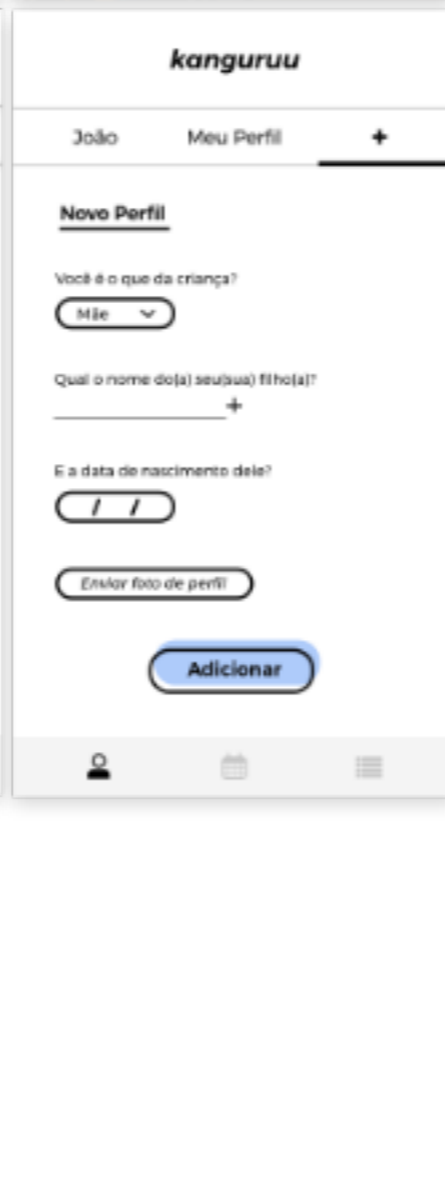 kanguruu
João Meu Perfil +
Novo Perfil
Você é o que da criança?
Mãe
Qual o nome do(a) seu(sua) filho(a)?
+
E a data de nascimento dele?
/ /
Enviar foto de perfil
Adicionar